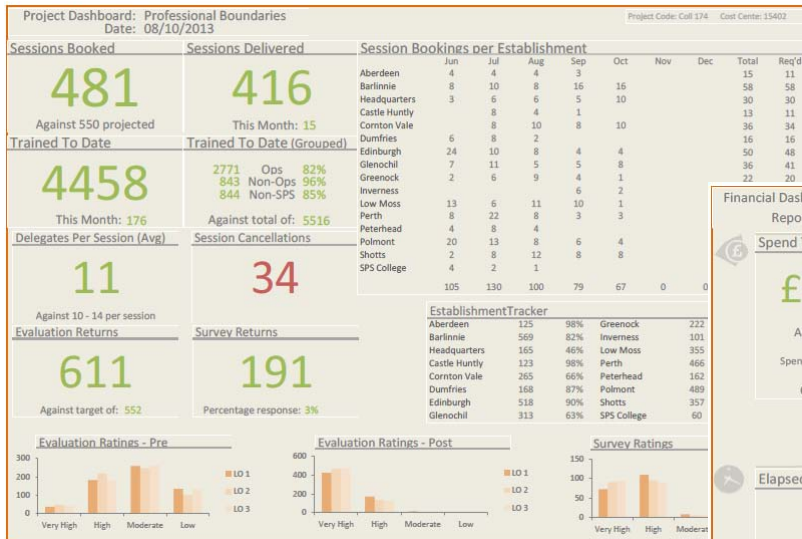 Project Dashboard: Professional Boundaries
Date: 08/10/2013
Project Code: Coll 174 Cost Cente: 15402
Sessions Booked
481
Against 550 projected
Sessions Delivered
416
This Month: 15
Trained To Date
4458
This Month: 176
Trained To Date (Grouped)
2771 Ops 82%
843 Non-Ops 96%
844 Non-SPS 85%
Against total of: 5516
Delegates Per Session (Avg)
11
Against 10 - 14 per session
Session Cancellations
34
Evaluation Returns
611
Against target of: 552
Survey Returns
191
Percentage response: 3%
Session Bookings per Establishment
Jun Jul Aug Sep Oct Nov Dec Total Req'd
Aberdeen 4 4 4 3 15 11
Barlinnie 8 10 8 16 16 58 58
Headquarters 3 6 6 5 10 30 30
Castle Huntly 8 4 1 13 11
Cornton Vale 8 10 8 10 36 34
Dumfries 6 8 2 16 16
Edinburgh 24 10 8 4 4 50 48
Glenochil 7 11 5 5 8 36 41
Greenock 2 6 9 4 1 22 20
Inverness 6 2
Low Moss 13 6 11 10 1
Perth 8 22 8 3 3
Peterhead 4 8 4
Polmont 20 13 8 6 4
Shotts 2 8 12 8 8
SPS College 4 2 1
105 130 100 79 67 0 0
EstablishmentTracker
Aberdeen 125 98% Greenock 222
Barlinnie 569 82% Inverness 101
Headquarters 165 46% Low Moss 355
Castle Huntly 123 98% Perth 466
Cornton Vale 265 66% Peterhead 162
Dumfries 168 87% Polmont 489
Edinburgh 518 90% Shotts 357
Glenochil 313 63% SPS College 60
Evaluation Ratings - Pre
300
200
100
0
Very High High Moderate Low
LO 1
LO 2
LO 3
Evaluation Ratings - Post
600
400
200
0
Very High High Moderate Low
LO 1
LO 2
LO 3
Survey Ratings
150
100
50
0
Very High High Moderat
Financial Das
Repo
Spend
£
A
Spen
Elapsed